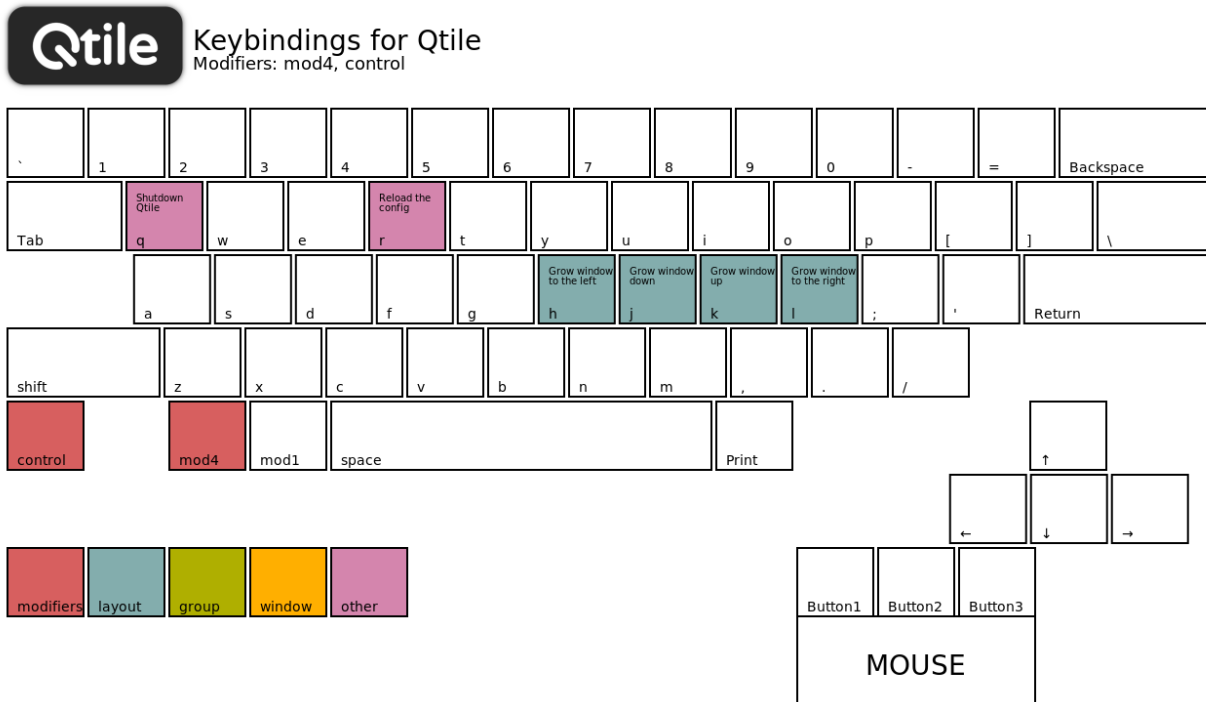 Qtile
Keybindings for Qtile
Modifiers: mod4, control
` 1 2 3 4 5 6 7 8 9 0 - = Backspace
Shutdown
Qtile
Reload the
config
Tab q w e r t y u i o p [ ] \
Grow window
to the left
Grow window
down
Grow window
up
Grow window
to the right
a s d f g h j k l ; ' Return
shift z x c v b n m , . /
control mod4 mod1 space Print ↑
← ↓ →
modifiers layout group window other Button1 Button2 Button3
MOUSE